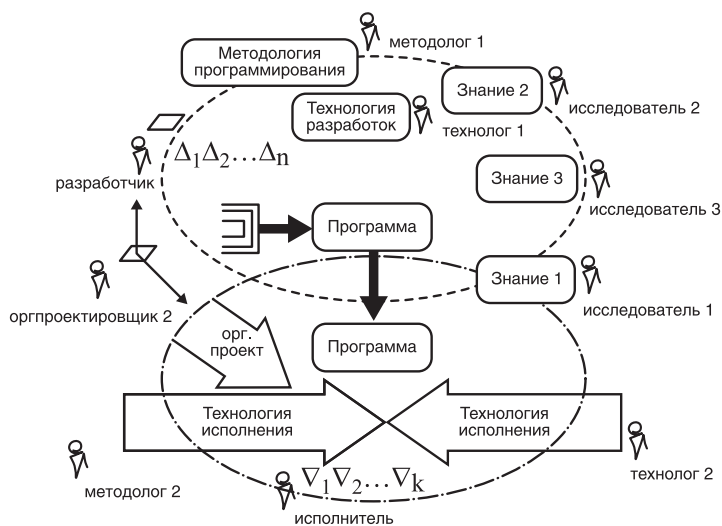 методолог 1
Методология
программирования
Знание 2
исследователь 2
Технология
разработок
технолог 1
Δ₁Δ₂...Δₙ
разработчик
Знание 3
исследователь 3
Программа
Знание 1
исследователь 1
оргпроектировщик 2
орг.
проект
Программа
Технология
исполнения
Технология
исполнения
методолог 2
∇₁∇₂...∇ₖ
технолог 2
исполнитель